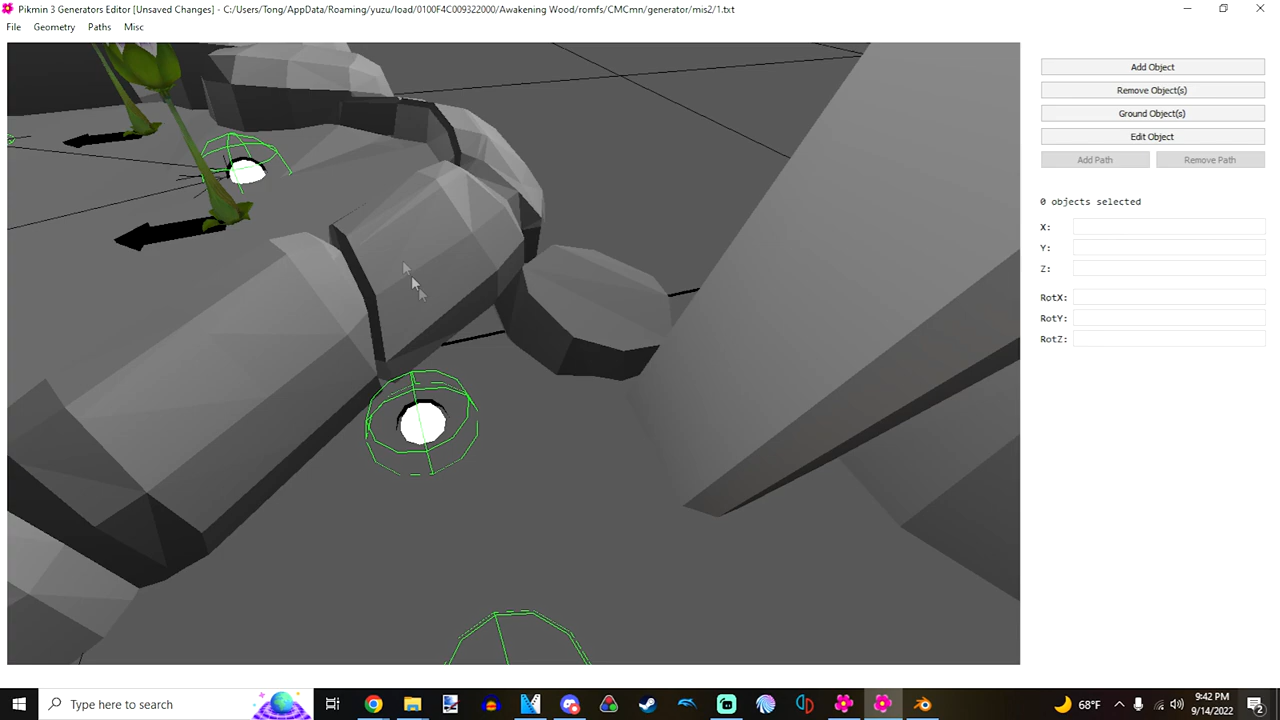 Pikmin 3 Generators Editor [Unsaved Changes] - C:/Users/Tong/AppData/Roaming/yuzu/load/0100F4C009322000/Awakening Wood/romfs/CMCmn/generator/mis2/1.txt
File Geometry Paths Misc
Add Object
Remove Object(s)
Ground Object(s)
Edit Object
Add Path Remove Path
0 objects selected
X:
Y:
Z:
RotX:
RotY:
RotZ:
Type here to search
68°F
9:42 PM
9/14/2022
2